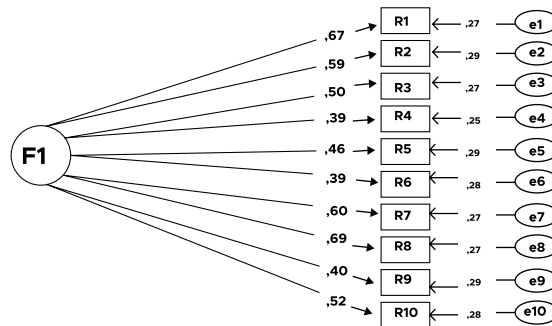 R1 ,27 e1
,67
R2 ,29 e2
,59
R3 ,27 e3
,50
R4 ,25 e4
,39
F1
R5 ,29 e5
,46
R6 ,28 e6
,39
R7 ,27 e7
,60
R8 ,27 e8
,69
R9 ,29 e9
,40
R10 ,28 e10
,52